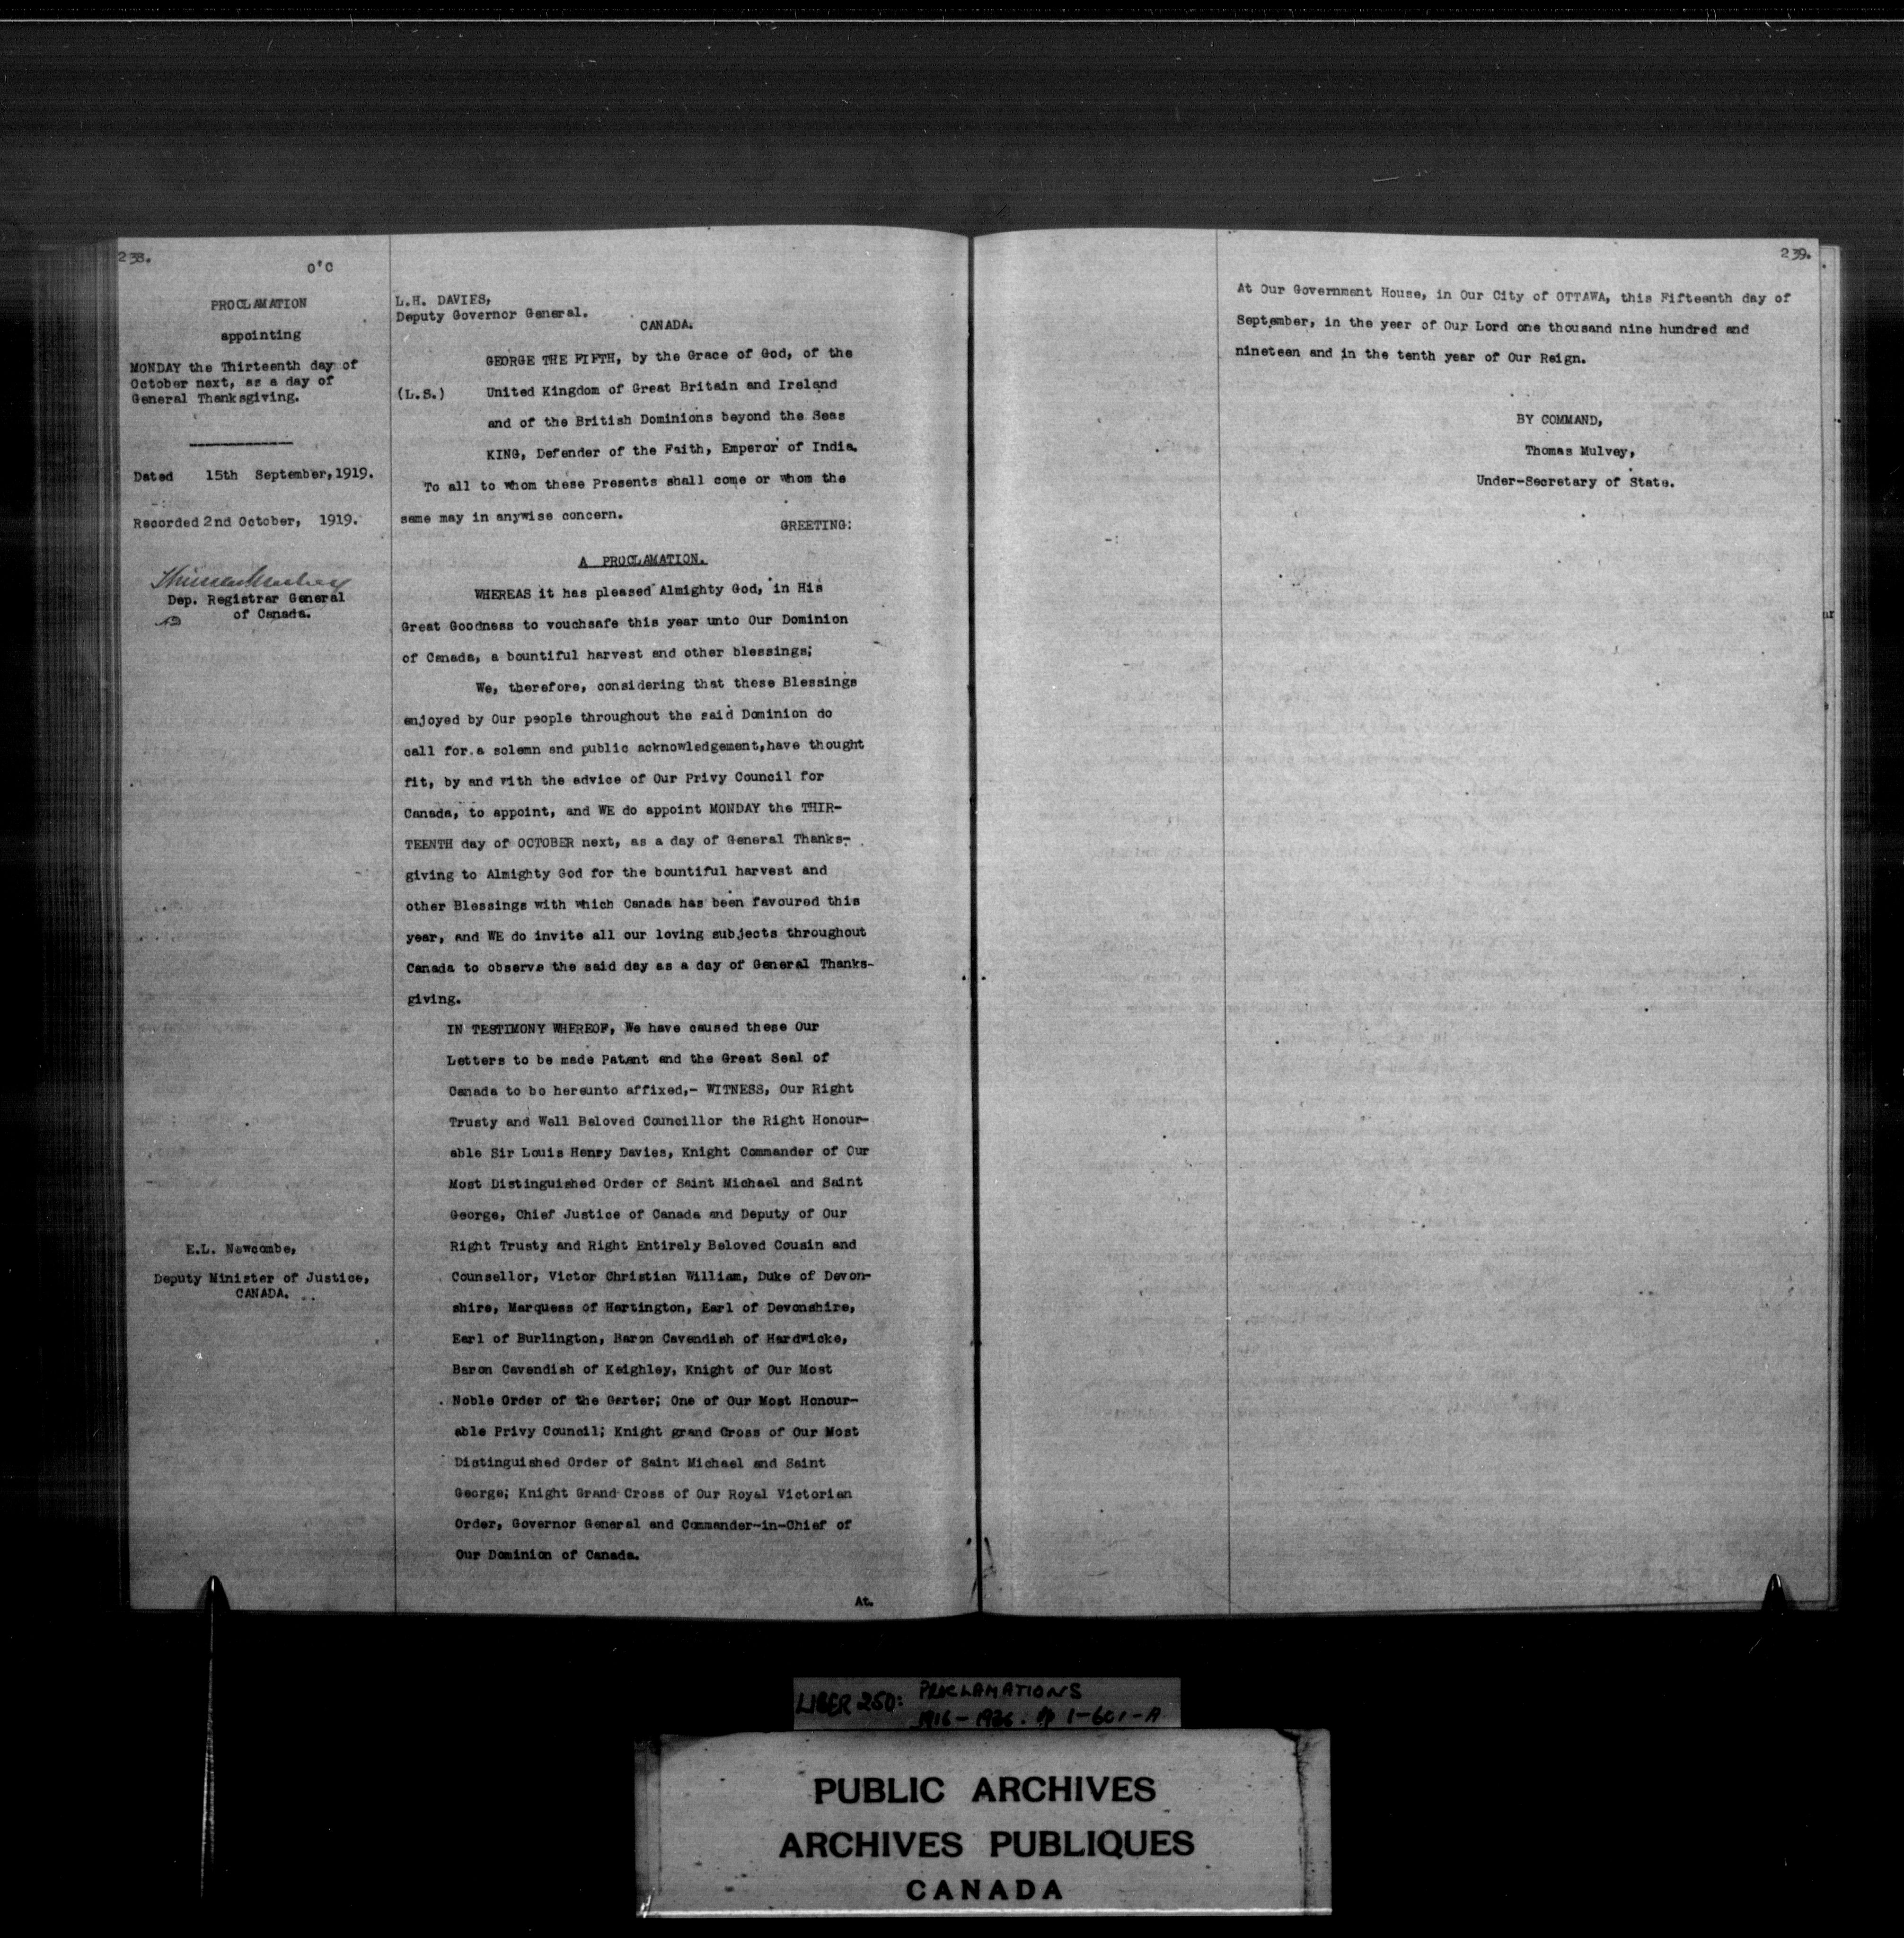 238.
O'C
PROCLAMATION
appointing
MONDAY the Thirteenth day of
October next, as a day of
General Thanksgiving.
Dated 15th September,1919.
Recorded 2nd October, 1919.
Dep. Registrar General
of Canada.
E.L. Newcombe,
Deputy Minister of Justice,
CANADA.
L.H. DAVIES,
Deputy Governor General.
CANADA.
GEORGE THE FIFTH, by the Grace of God, of the
(L.S.) United Kingdom of Great Britain and Ireland
and of the British Dominions beyond the Seas
KING, Defender of the Faith, Emperor of India.
To all to whom these Presents shall come or whom the
same may in anywise concern.
GREETING:
A PROCLAMATION.
WHEREAS it has pleased Almighty God, in His
Great Goodness to vouchsafe this year unto Our Dominion
of Canada, a bountiful harvest and other blessings;
We, therefore, considering that these Blessings
enjoyed by Our people throughout the said Dominion do
call for a solemn and public acknowledgement,have thought
fit, by and with the advice of Our Privy Council for
Canada, to appoint, and WE do appoint MONDAY the THIR-
TEENTH day of OCTOBER next, as a day of General Thanks-
giving to Almighty God for the bountiful harvest and
other Blessings with which Canada has been favoured this
year, and WE do invite all our loving subjects throughout
Canada to observe the said day as a day of General Thanks-
giving.
IN TESTIMONY WHEREOF, We have caused these Our
Letters to be made Patent and the Great Seal of
Canada to be hereunto affixed,- WITNESS, Our Right
Trusty and Well Beloved Councillor the Right Honour-
able Sir Louis Henry Davies, Knight Commander of Our
Most Distinguished Order of Saint Michael and Saint
George, Chief Justice of Canada and Deputy of Our
Right Trusty and Right Entirely Beloved Cousin and
Counsellor, Victor Christian William, Duke of Devon-
shire, Marquess of Hartington, Earl of Devonshire,
Earl of Burlington, Baron Cavendish of Hardwicke,
Baron Cavendish of Keighley, Knight of Our Most
Noble Order of the Garter; One of Our Most Honour-
able Privy Council; Knight grand Cross of Our Most
Distinguished Order of Saint Michael and Saint
George; Knight Grand Cross of Our Royal Victorian
Order, Governor General and Commander-in-Chief of
Our Dominion of Canada.
At.
239.
At Our Government House, in Our City of OTTAWA, this Fifteenth day of
September, in the year of Our Lord one thousand nine hundred and
nineteen and in the tenth year of Our Reign.
BY COMMAND,
Thomas Mulvey,
Under-Secretary of State.
LIBER 250: PROCLAMATIONS
1916-1926. pp 1-601-A
PUBLIC ARCHIVES
ARCHIVES PUBLIQUES
CANADA